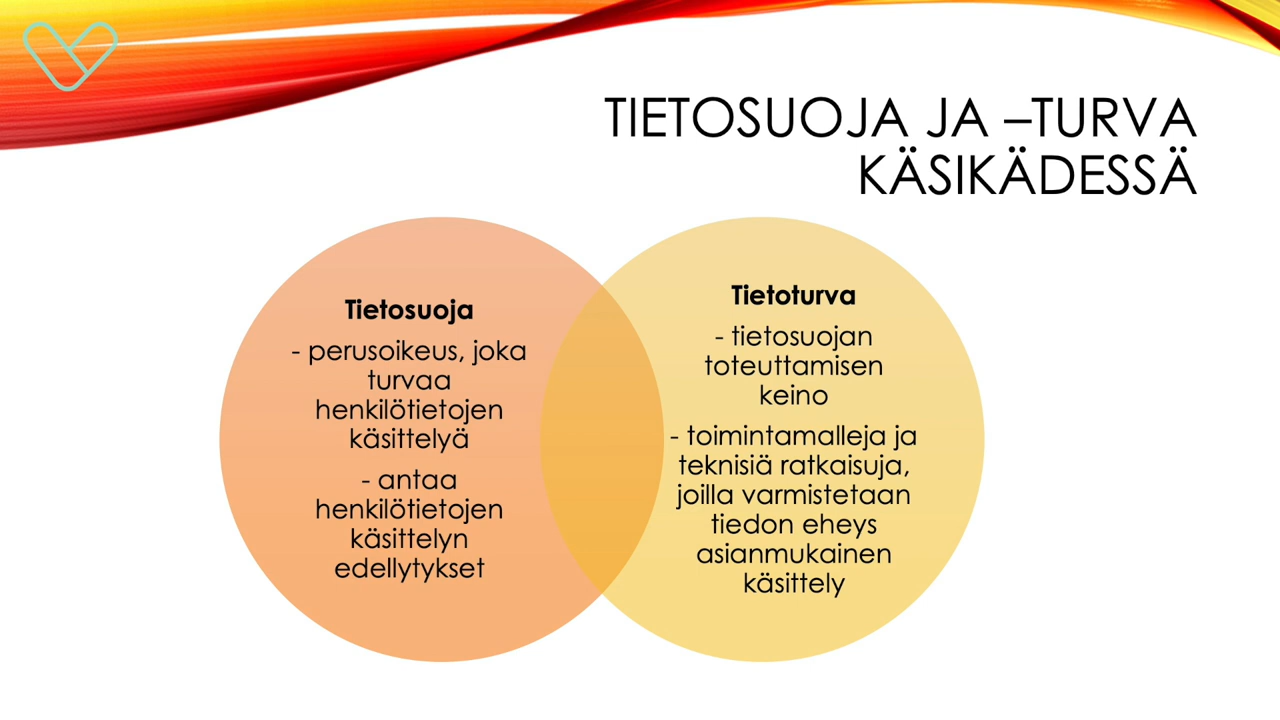 TIETOSUOJA JA –TURVA
KÄSIKÄDESSÄ
Tietosuoja
- perusoikeus, joka
turvaa
henkilötietojen
käsittelyä
- antaa
henkilötietojen
käsittelyn
edellytykset
Tietoturva
- tietosuojan
toteuttamisen
keino
- toimintamalleja ja
teknisiä ratkaisuja,
joilla varmistetaan
tiedon eheys
asianmukainen
käsittely